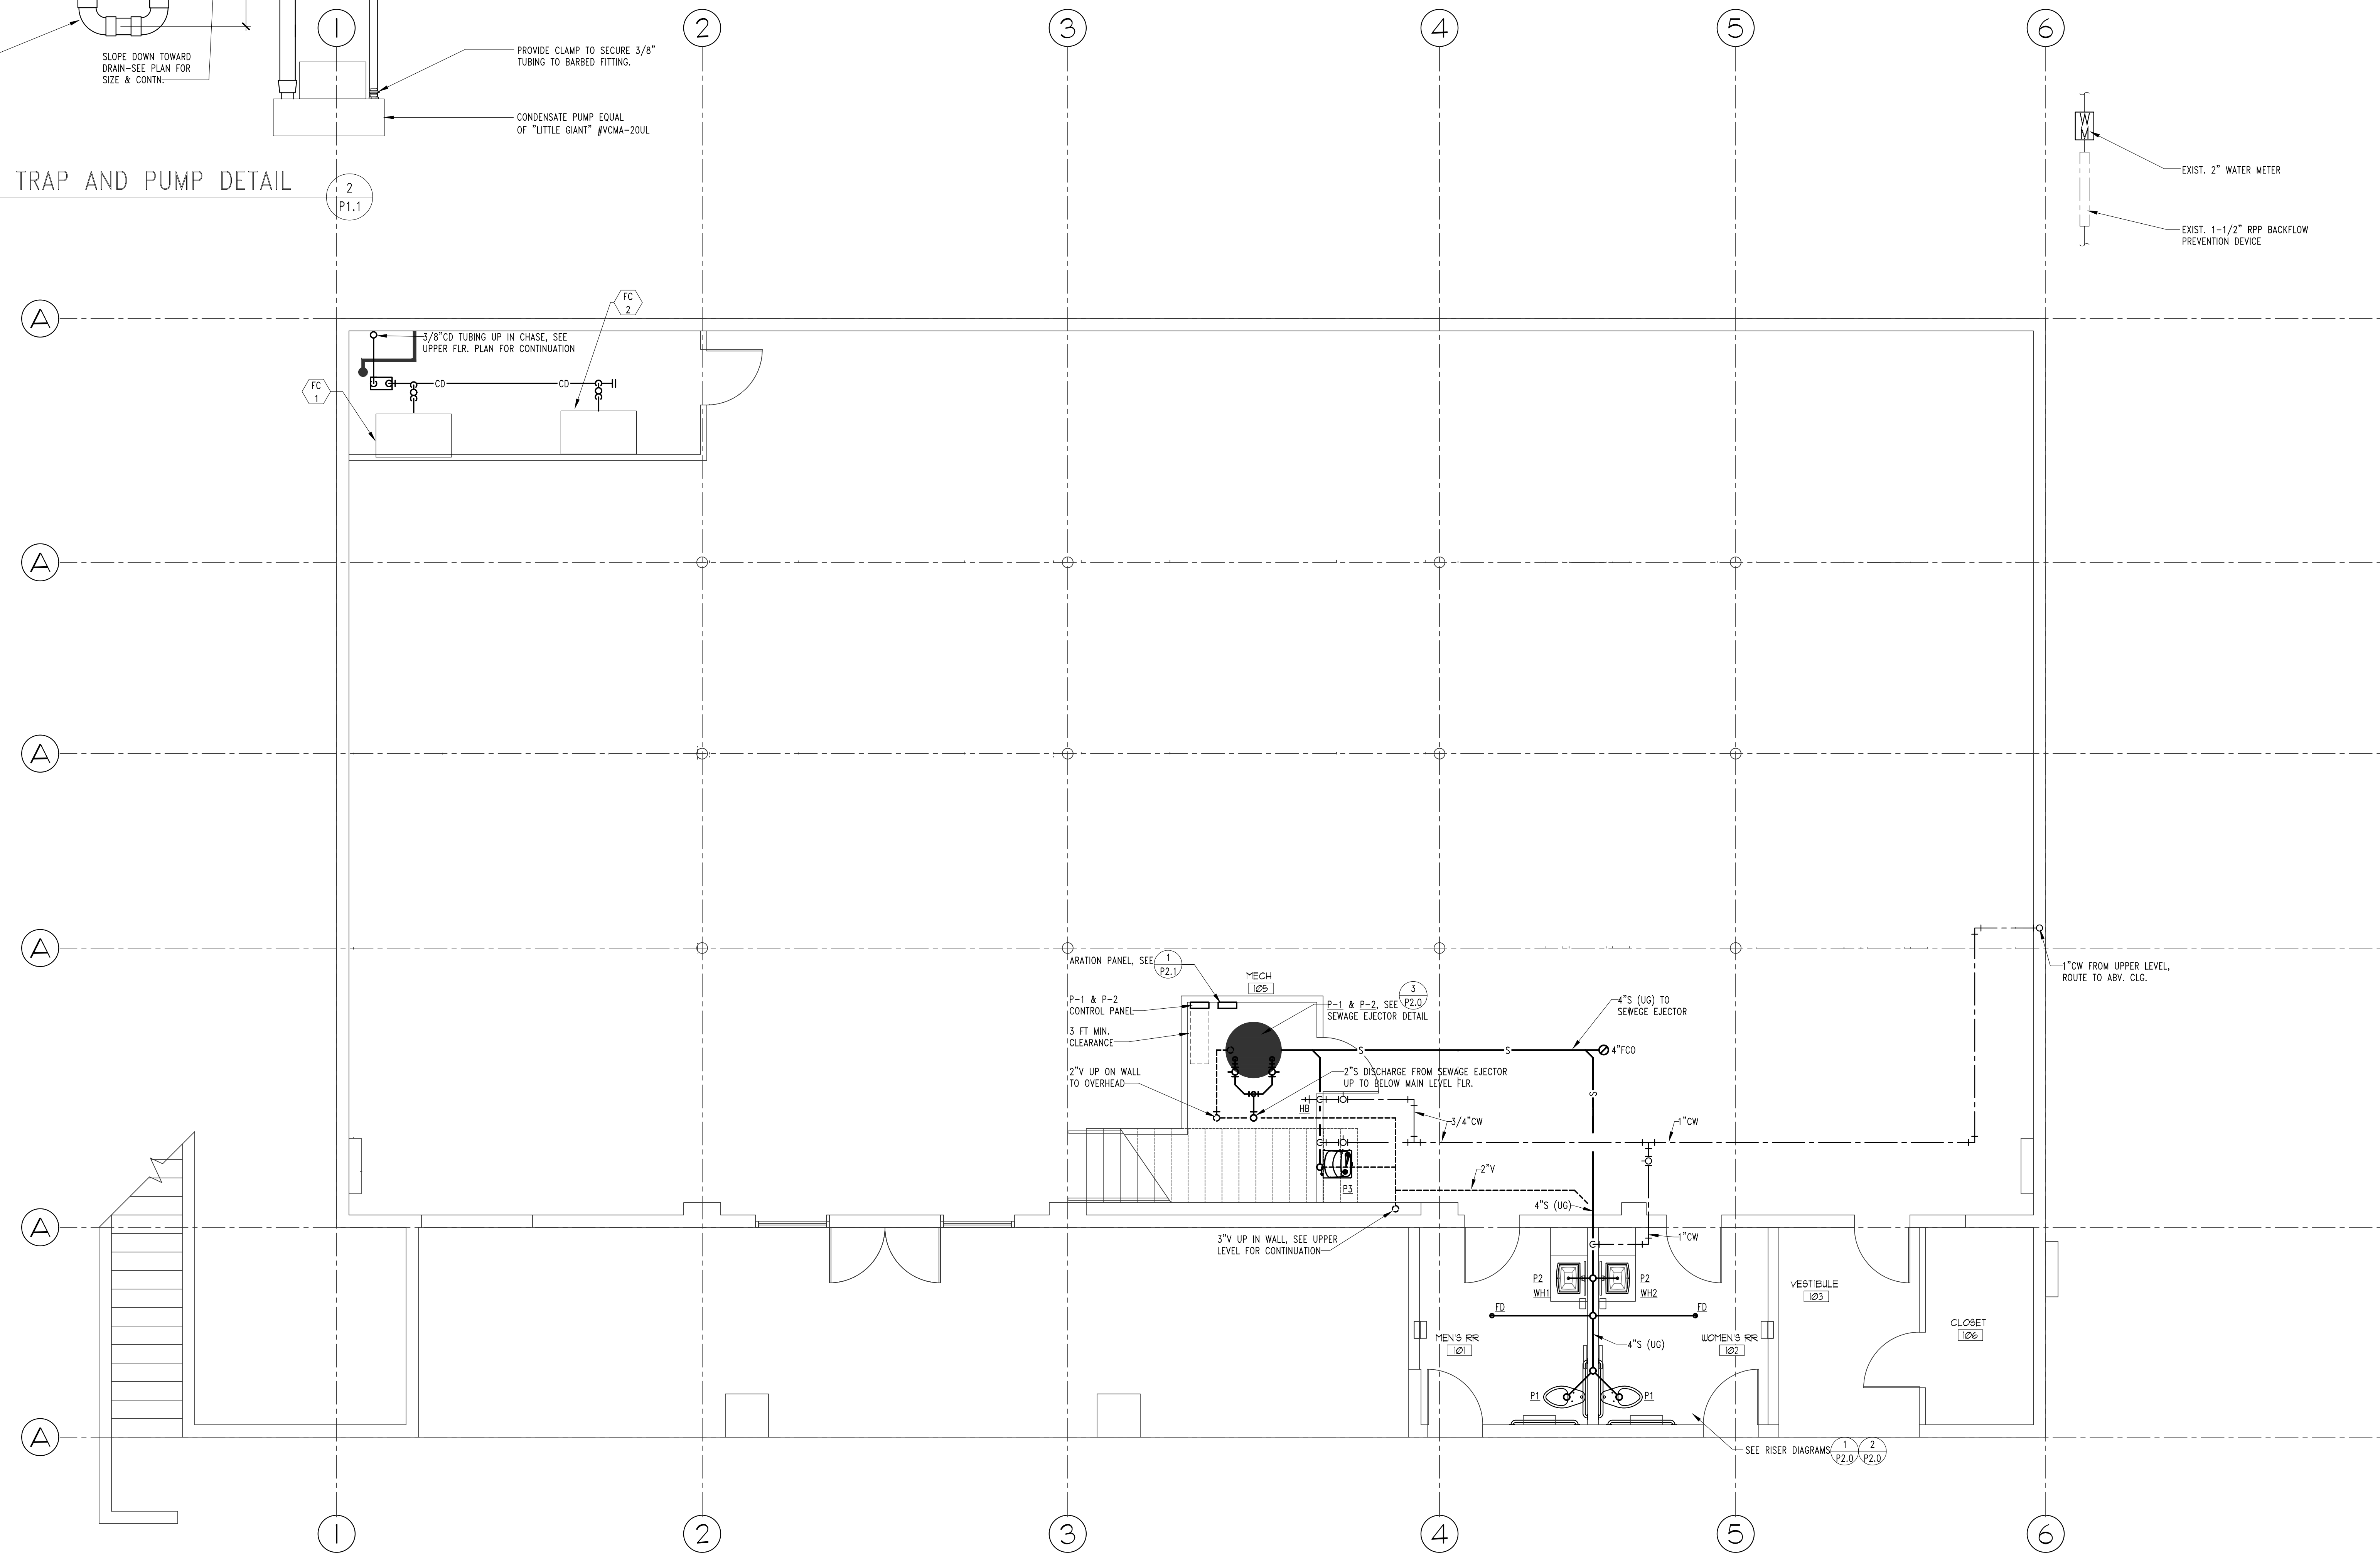 1
2
3
4
5
6
SLOPE DOWN TOWARD
DRAIN-SEE PLAN FOR
SIZE & CONTN.
PROVIDE CLAMP TO SECURE 3/8"
TUBING TO BARBED FITTING.
CONDENSATE PUMP EQUAL
OF "LITTLE GIANT" #VCMA-20UL
TRAP AND PUMP DETAIL
2
P1.1
WM
EXIST. 2" WATER METER
EXIST. 1-1/2" RPP BACKFLOW
PREVENTION DEVICE
A
FC
2
3/8"CD TUBING UP IN CHASE, SEE
UPPER FLR. PLAN FOR CONTINUATION
FC
1
CD
CD
A
A
A
1"CW FROM UPPER LEVEL,
ROUTE TO ABV. CLG.
ARATION PANEL, SEE
1
P2.1
MECH
105
P-1 & P-2
CONTROL PANEL
3 FT MIN.
CLEARANCE
P-1 & P-2, SEE
SEWAGE EJECTOR DETAIL
3
P2.0
4"S (UG) TO
SEWEGE EJECTOR
S
S
4"FCO
2"V UP ON WALL
TO OVERHEAD
2"S DISCHARGE FROM SEWAGE EJECTOR
UP TO BELOW MAIN LEVEL FLR.
S
HB
3/4"CW
1"CW
2"V
P3
4"S (UG)
A
3"V UP IN WALL, SEE UPPER
LEVEL FOR CONTINUATION
1"CW
P2
WH1
P2
WH2
VESTIBULE
103
FD
FD
CLOSET
106
MEN'S RR
101
4"S (UG)
WOMEN'S RR
102
P1
P1
A
SEE RISER DIAGRAMS
1
P2.0
2
P2.0
1
2
3
4
5
6